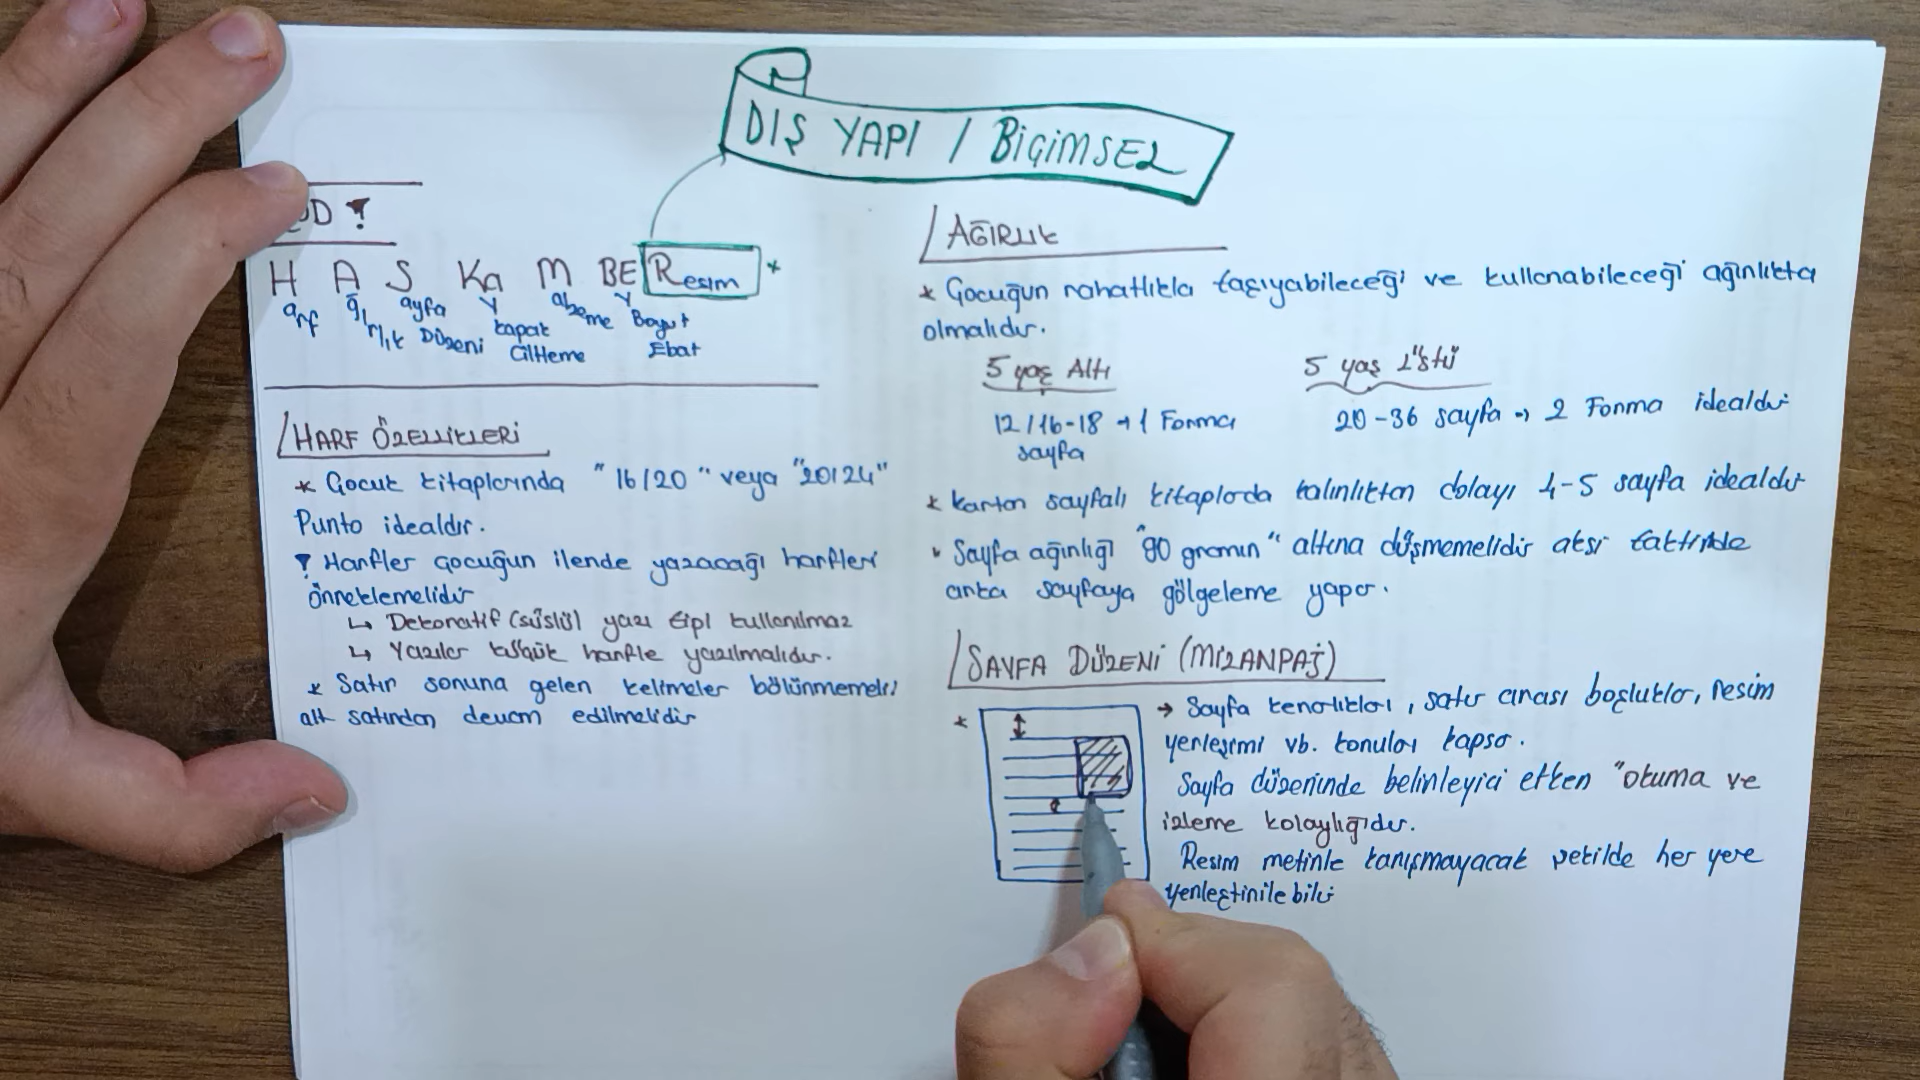 DIŞ YAPI / BİÇİMSEL
OD !
H A S Ka M BE Resim *
arf ğırlık ayfa Düzeni y kapak Ciltleme alzeme y Boyut Ebat
HARF ÖZELLİKLERİ
* Çocuk kitaplarında "16/20" veya "20/24"
Punto idealdir.
! Harfler çocuğun ilerde yazacağı harfleri
örneklemelidir
↳ Dekoratif (süslü) yazı tipi kullanılmaz
↳ Yazılar küçük harfle yazılmalıdır.
* Satır sonuna gelen kelimeler bölünmemeli
alt satırdan devam edilmelidir
AĞIRLIK
* Çocuğun rahatlıkla taşıyabileceği ve kullanabileceği ağırlıkta
olmalıdır.
5 yaş Altı
12/16-18 → 1 Forma
sayfa
5 yaş Üstü
20-36 sayfa → 2 Forma idealdir
* Karton sayfalı kitaplarda kalınlıktan dolayı 4-5 sayfa idealdir
* Sayfa ağırlığı "90 gramın" altına düşmemelidir aksi taktirde
arka sayfaya gölgeleme yapar.
SAYFA DÜZENİ (MİZANPAJ)
* → Sayfa kenarlıkları, satır arası boşluklar, resim
yerleşimi vb. konuları kapsar.
Sayfa düzeninde belirleyici etken "okuma ve
izleme kolaylığıdır.
Resim metinle karışmayacak şekilde her yere
yerleştirilebilir